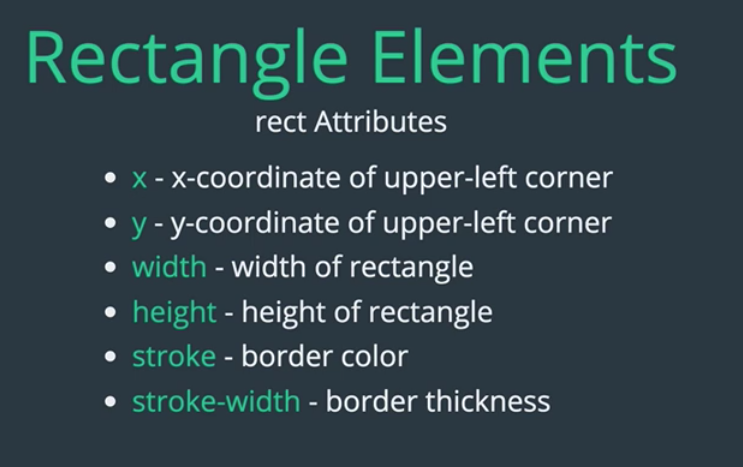 Rectangle Elements
rect Attributes
• x - x-coordinate of upper-left corner
• y - y-coordinate of upper-left corner
• width - width of rectangle
• height - height of rectangle
• stroke - border color
• stroke-width - border thickness